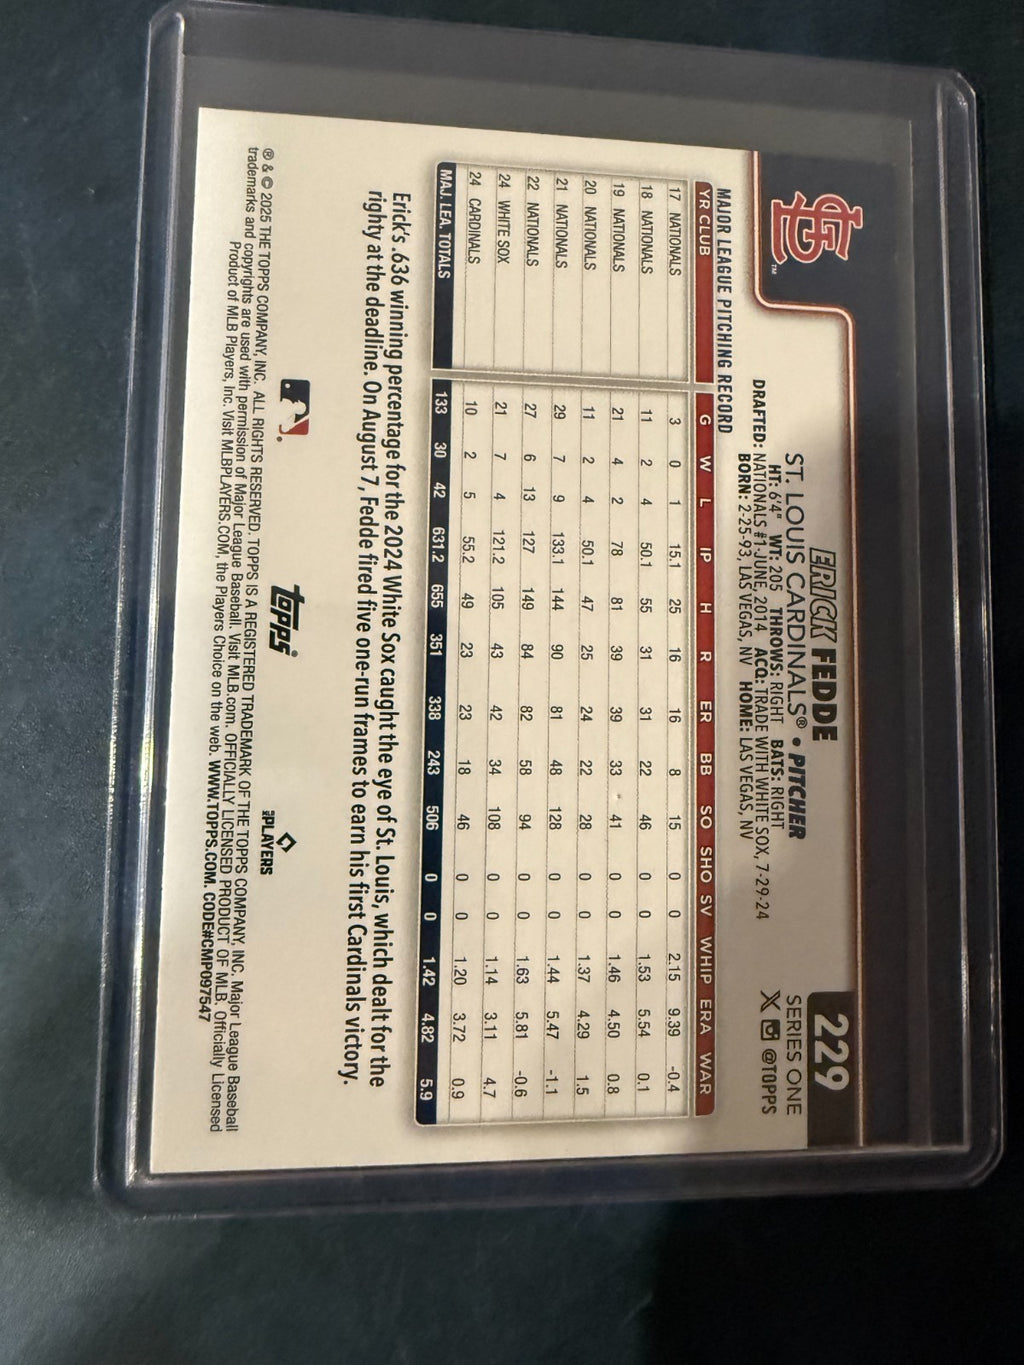 STL™
ERICK FEDDE
ST. LOUIS CARDINALS® • PITCHER
HT: 6'4" WT: 205 THROWS: RIGHT BATS: RIGHT
DRAFTED: NATIONALS #1-JUNE, 2014 ACQ: TRADE WITH WHITE SOX, 7-29-24
BORN: 2-25-93, LAS VEGAS, NV HOME: LAS VEGAS, NV
229
SERIES ONE
X @TOPPS
MAJOR LEAGUE PITCHING RECORD
YR CLUB G W L IP H R ER BB SO SHO SV WHIP ERA WAR
17 NATIONALS 3 0 1 15.1 25 16 16 8 15 0 0 2.15 9.39 -0.4
18 NATIONALS 11 2 4 50.1 55 31 31 22 46 0 0 1.53 5.54 0.1
19 NATIONALS 21 4 2 78 81 39 39 33 41 0 0 1.46 4.50 0.8
20 NATIONALS 11 2 4 50.1 47 25 24 22 28 0 0 1.37 4.29 1.5
21 NATIONALS 29 7 9 133.1 144 90 81 48 128 0 0 1.44 5.47 -1.1
22 NATIONALS 27 6 13 127 149 84 82 58 94 0 0 1.63 5.81 -0.6
24 WHITE SOX 21 7 4 121.2 105 43 42 34 108 0 0 1.14 3.11 4.7
24 CARDINALS 10 2 5 55.2 49 23 23 18 46 0 0 1.20 3.72 0.9
MAJ. LEA. TOTALS 133 30 42 631.2 655 351 338 243 506 0 0 1.42 4.82 5.9
Erick's .636 winning percentage for the 2024 White Sox caught the eye of St. Louis, which dealt for the
righty at the deadline. On August 7, Fedde fired five one-run frames to earn his first Cardinals victory.
topps®
MLB PLAYERS
® & © 2025 THE TOPPS COMPANY, INC. ALL RIGHTS RESERVED. TOPPS IS A REGISTERED TRADEMARK OF THE TOPPS COMPANY, INC. Major League Baseball
trademarks and copyrights are used with permission of Major League Baseball. Visit MLB.com. OFFICIALLY LICENSED PRODUCT OF MLB. Officially Licensed
Product of MLB Players, Inc. Visit MLBPLAYERS.COM, the Players Choice on the web. WWW.TOPPS.COM. CODE#CMP097547